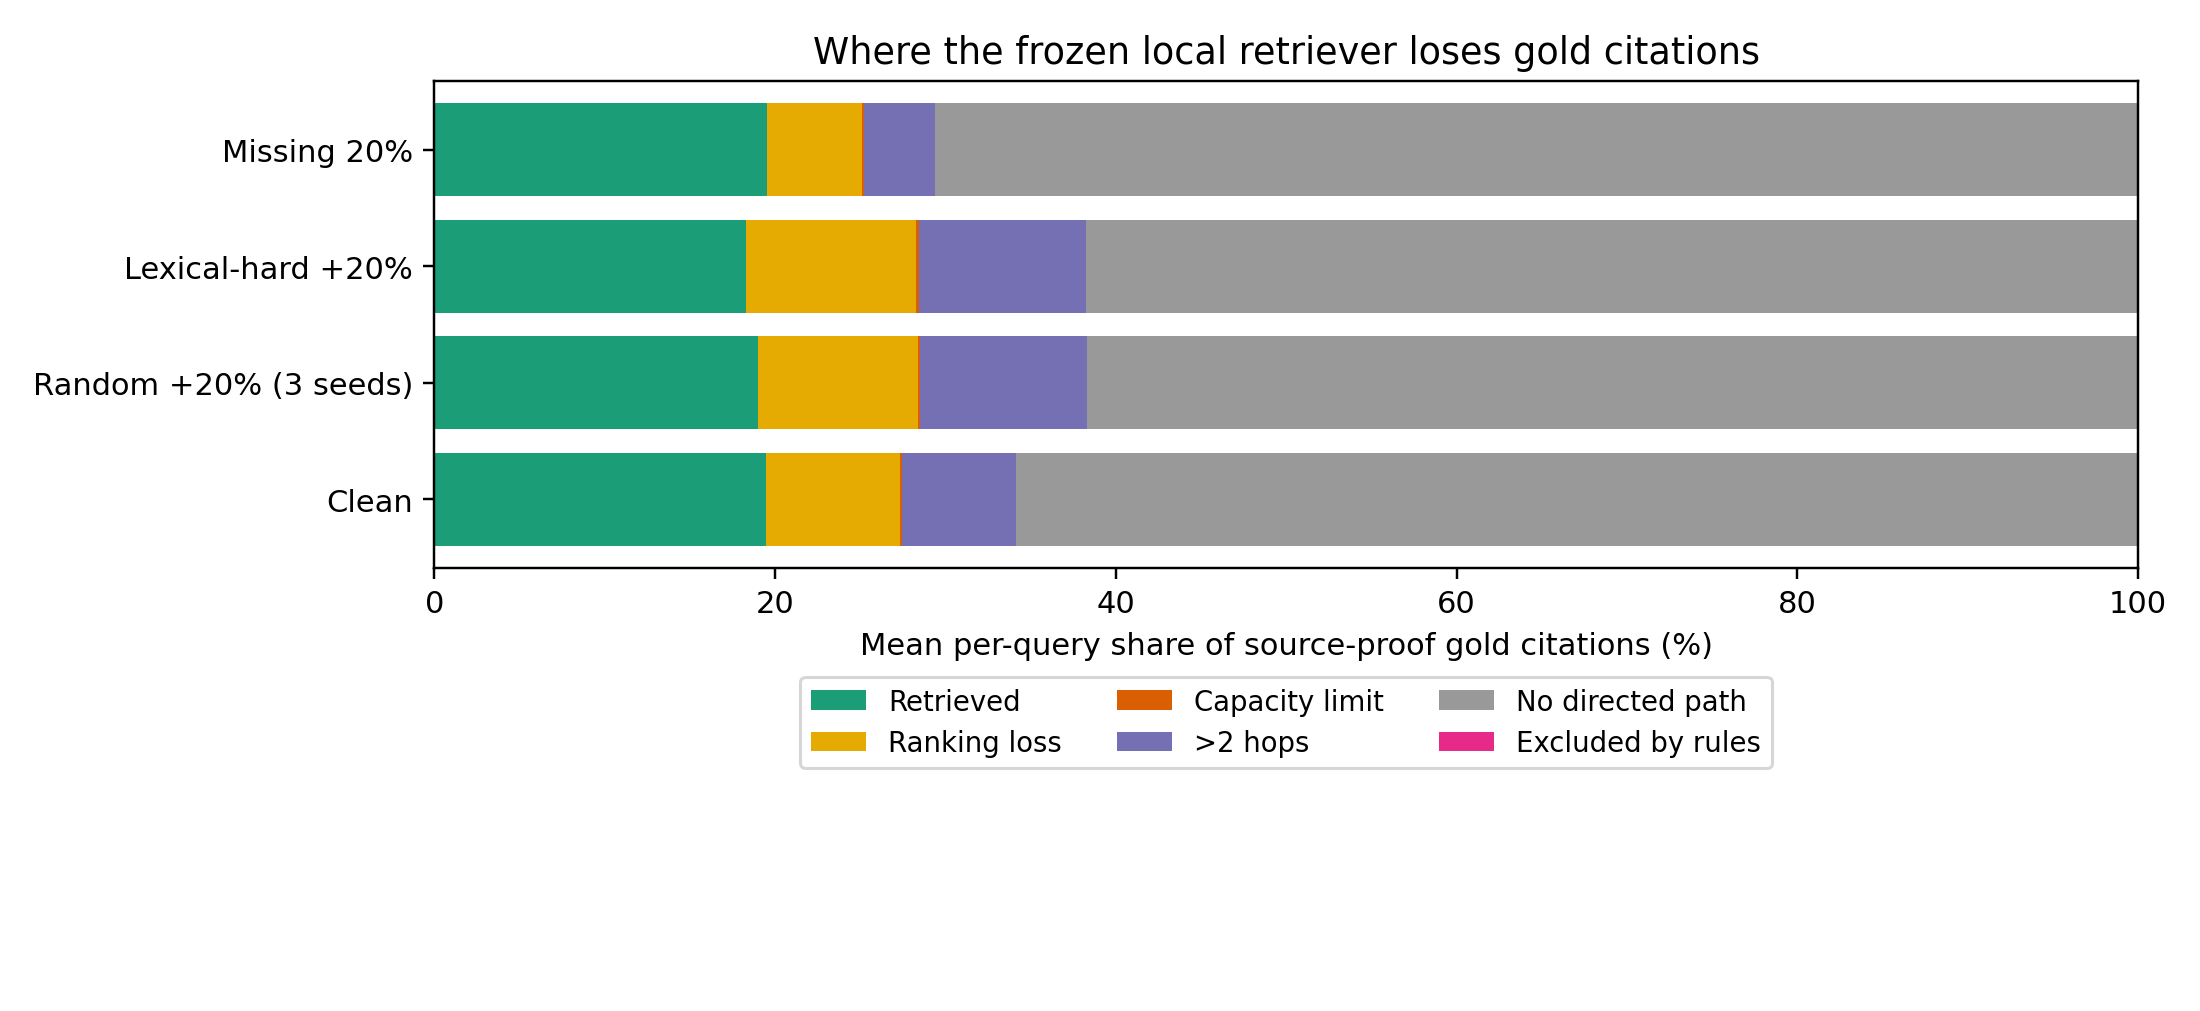 Where the frozen local retriever loses gold citations
Missing 20%
Lexical-hard +20%
Random +20% (3 seeds)
Clean
0 20 40 60 80 100
Mean per-query share of source-proof gold citations (%)
Retrieved Capacity limit No directed path
Ranking loss >2 hops Excluded by rules